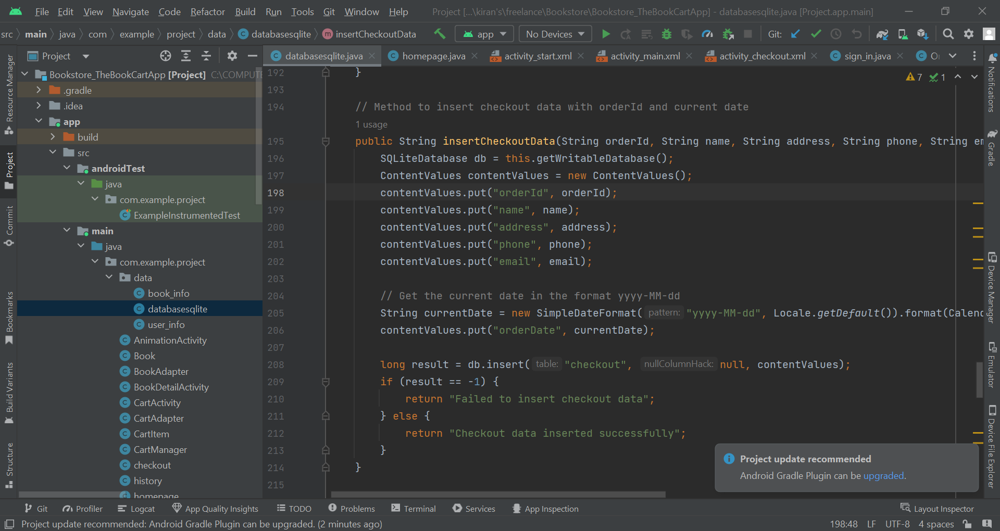 File Edit View Navigate Code Refactor Build Run Tools Git Window Help Project [...\kiran's\freelance\Bookstore\Bookstore_TheBookCartApp] - databasesqlite.java [Project.app.main]
src main java com example project data databasesqlite insertCheckoutData app No Devices Git:
Project databasesqlite.java homepage.java activity_start.xml activity_main.xml activity_checkout.xml sign_in.java
Resource Manager
Project
Commit
Bookmarks
Build Variants
Structure
Bookstore_TheBookCartApp [Project] C:\COMPUTE
.gradle
.idea
app
build
src
androidTest
java
com.example.project
ExampleInstrumentedTest
main
java
com.example.project
data
book_info
databasesqlite
user_info
AnimationActivity
Book
BookAdapter
BookDetailActivity
CartActivity
CartAdapter
CartItem
CartManager
checkout
history
homepage
7 1
192 }
193
194 // Method to insert checkout data with orderId and current date
1 usage
195 public String insertCheckoutData(String orderId, String name, String address, String phone, String em
196 SQLiteDatabase db = this.getWritableDatabase();
197 ContentValues contentValues = new ContentValues();
198 contentValues.put("orderId", orderId);
199 contentValues.put("name", name);
200 contentValues.put("address", address);
201 contentValues.put("phone", phone);
202 contentValues.put("email", email);
203
204 // Get the current date in the format yyyy-MM-dd
205 String currentDate = new SimpleDateFormat( pattern: "yyyy-MM-dd", Locale.getDefault()).format(Calend
206 contentValues.put("orderDate", currentDate);
207
208 long result = db.insert( table: "checkout", nullColumnHack: null, contentValues);
209 if (result == -1) {
210 return "Failed to insert checkout data";
211 } else {
212 return "Checkout data inserted successfully";
213 }
214 }
215
Project update recommended
Android Gradle Plugin can be upgraded.
Notifications
Gradle
Device Manager
Emulator
Device File Explorer
Git Profiler Logcat App Quality Insights TODO Problems Terminal Services App Inspection Layout Inspector
Project update recommended: Android Gradle Plugin can be upgraded. (2 minutes ago) 198:48 LF UTF-8 4 spaces